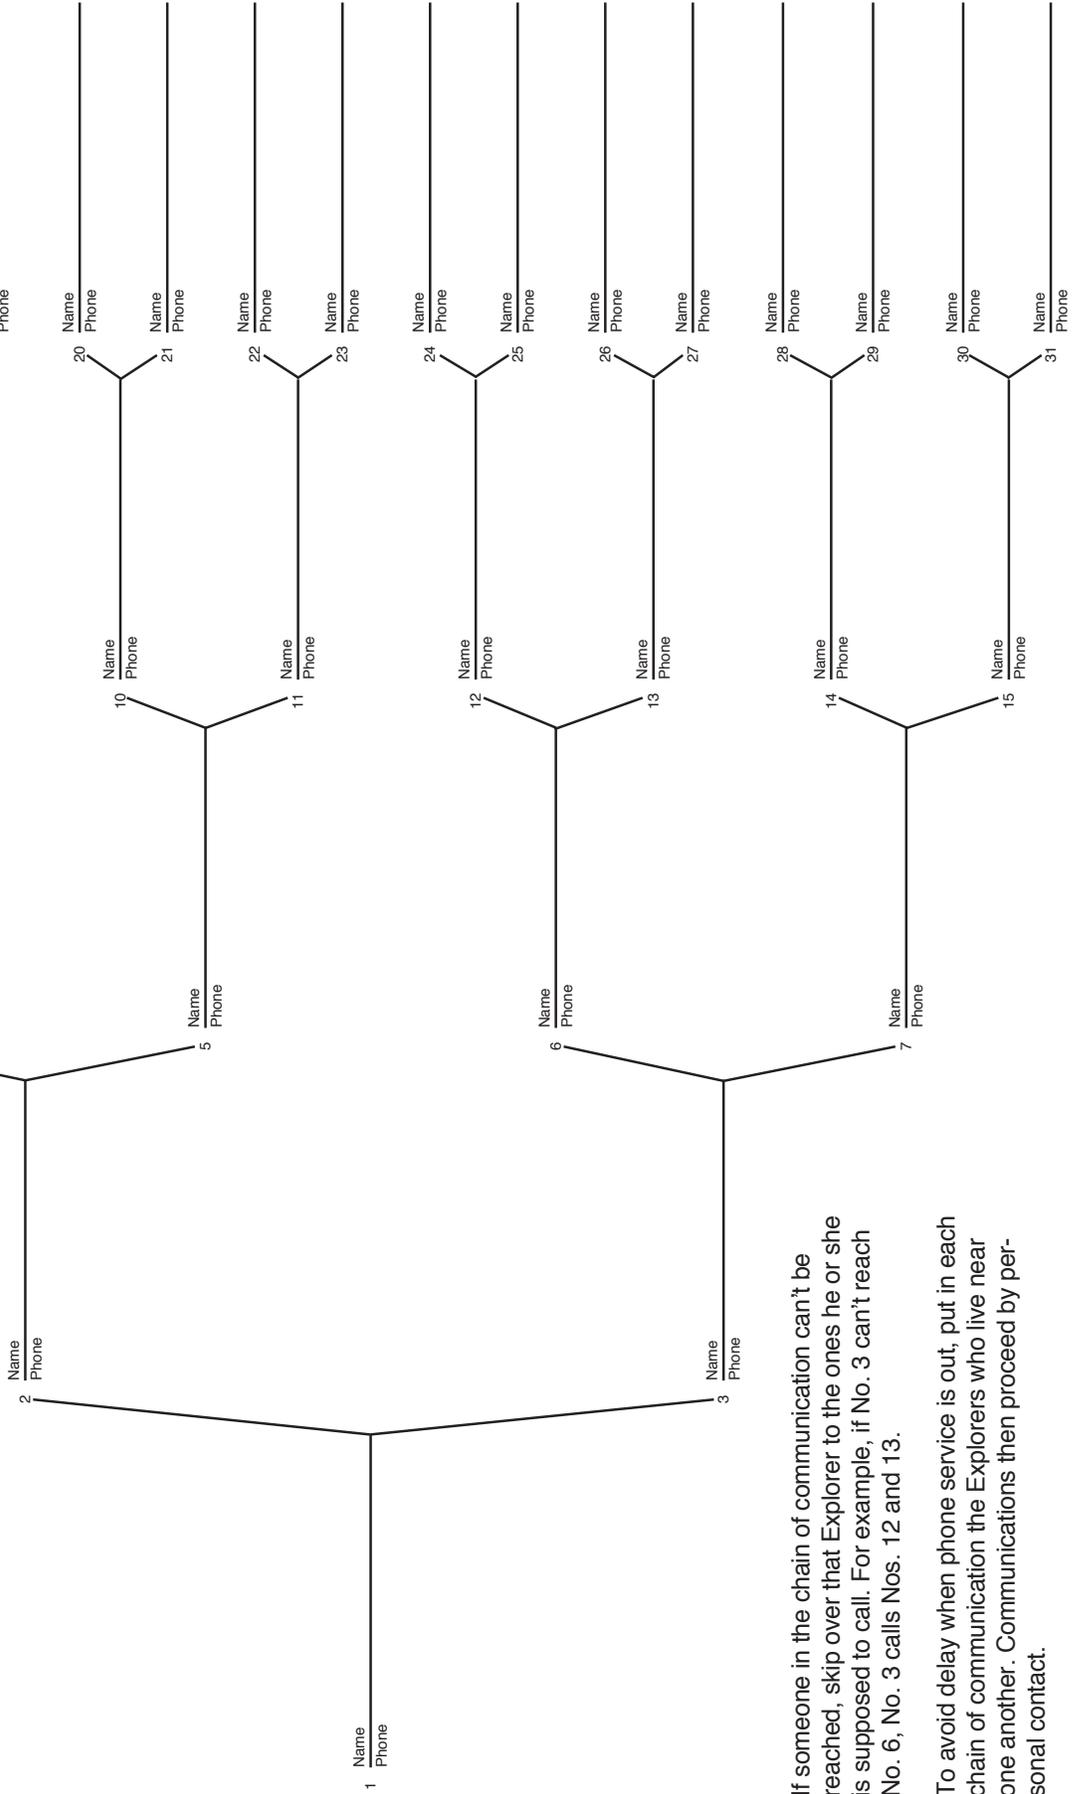 1
Name
Phone
2
Name
Phone
3
Name
Phone
5
Name
Phone
6
Name
Phone
7
Name
Phone
10
Name
Phone
11
Name
Phone
12
Name
Phone
13
Name
Phone
14
Name
Phone
15
Name
Phone
Phone
20
Name
Phone
21
Name
Phone
22
Name
Phone
23
Name
Phone
24
Name
Phone
25
Name
Phone
26
Name
Phone
27
Name
Phone
28
Name
Phone
29
Name
Phone
30
Name
Phone
31
Name
Phone
If someone in the chain of communication can't be
reached, skip over that Explorer to the ones he or she
is supposed to call. For example, if No. 3 can't reach
No. 6, No. 3 calls Nos. 12 and 13.
To avoid delay when phone service is out, put in each
chain of communication the Explorers who live near
one another. Communications then proceed by per-
sonal contact.